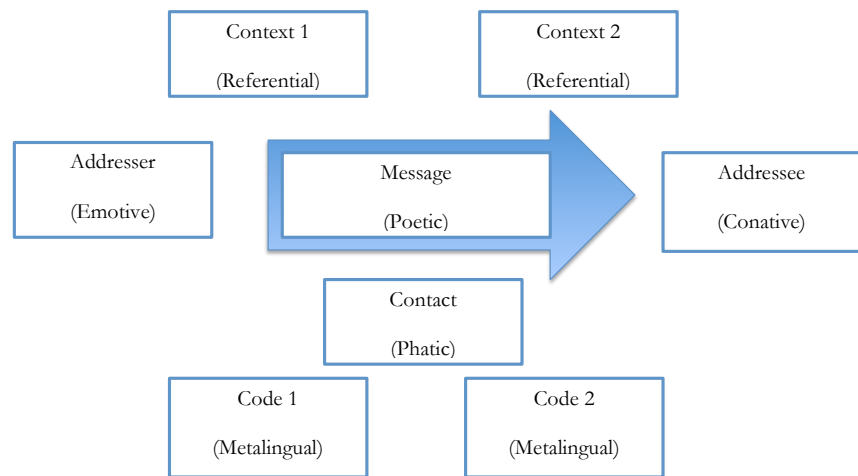 Context 1
(Referential)
Context 2
(Referential)
Addresser
(Emotive)
Message
(Poetic)
Addressee
(Conative)
Contact
(Phatic)
Code 1
(Metalingual)
Code 2
(Metalingual)